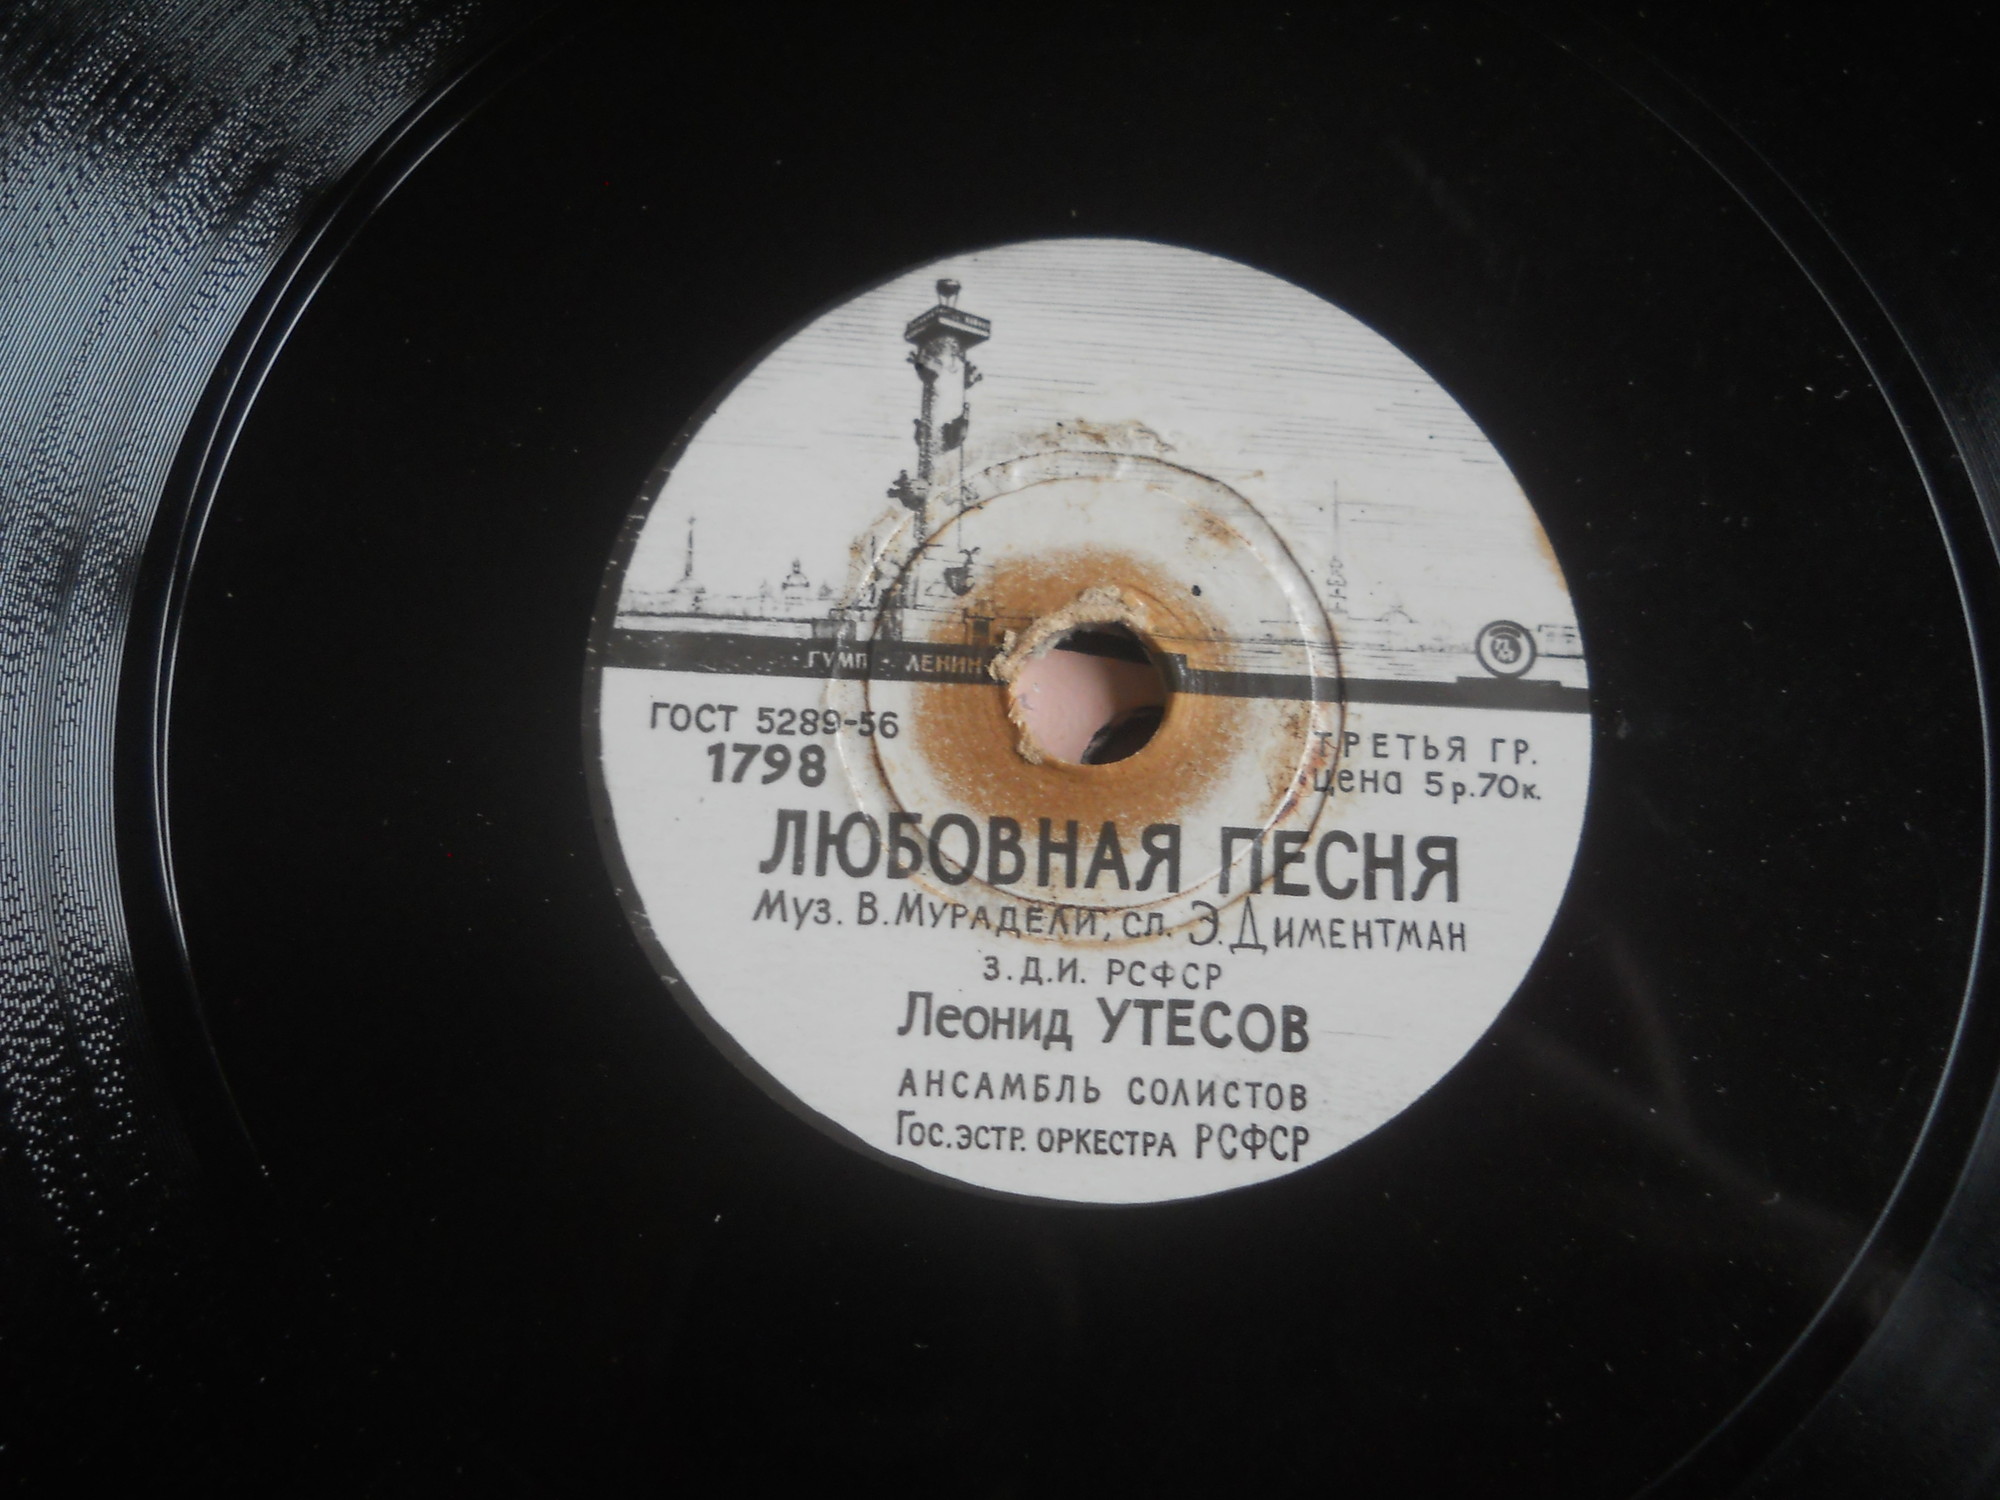 ГУМП · ЛЕНИН
ГОСТ 5289-56
1798
ТРЕТЬЯ ГР.
цена 5р.70к.
ЛЮБОВНАЯ ПЕСНЯ
Муз. В. МУРАДЕЛИ, сл. Э. ДИМЕНТМАН
З.Д.И. РСФСР
Леонид УТЕСОВ
АНСАМБЛЬ СОЛИСТОВ
ГОС.ЭСТР. ОРКЕСТРА РСФСР